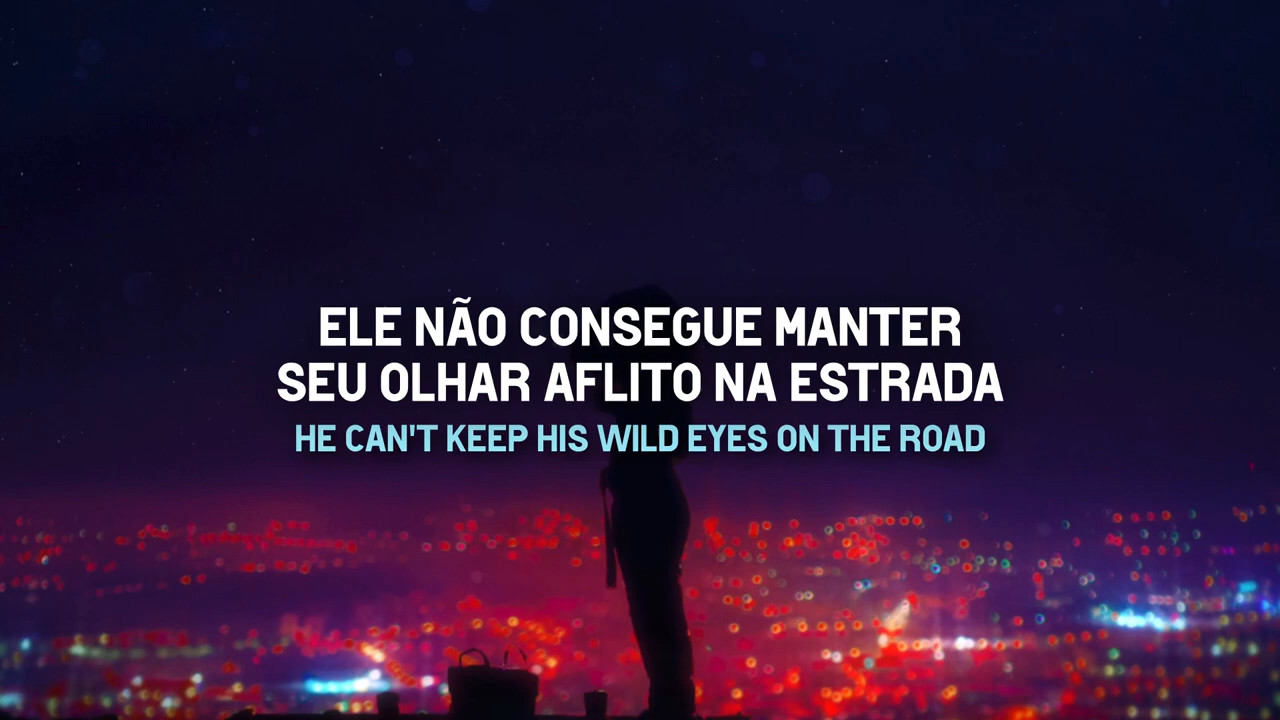 ELE NÃO CONSEGUE MANTER
SEU OLHAR AFLITO NA ESTRADA
HE CAN'T KEEP HIS WILD EYES ON THE ROAD